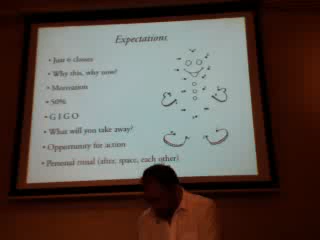 Expectations
• Just 6 classes
• Why this, why now?
• Motivation
• 50%
• G I G O
• What will you take away?
• Opportunity for action
• Personal ritual (after, space, each other)